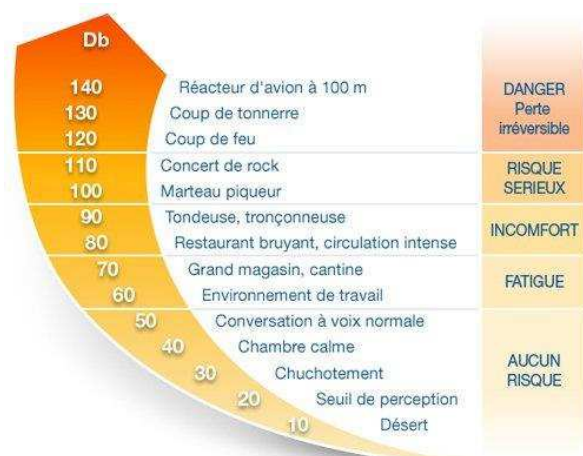 Db
140 Réacteur d'avion à 100 m
130 Coup de tonnerre
120 Coup de feu
DANGER
Perte
irréversible
110 Concert de rock
100 Marteau piqueur
RISQUE
SERIEUX
90 Tondeuse, tronçonneuse
80 Restaurant bruyant, circulation intense
INCOMFORT
70 Grand magasin, cantine
60 Environnement de travail
FATIGUE
50 Conversation à voix normale
40 Chambre calme
30 Chuchotement
20 Seuil de perception
10 Désert
AUCUN
RISQUE